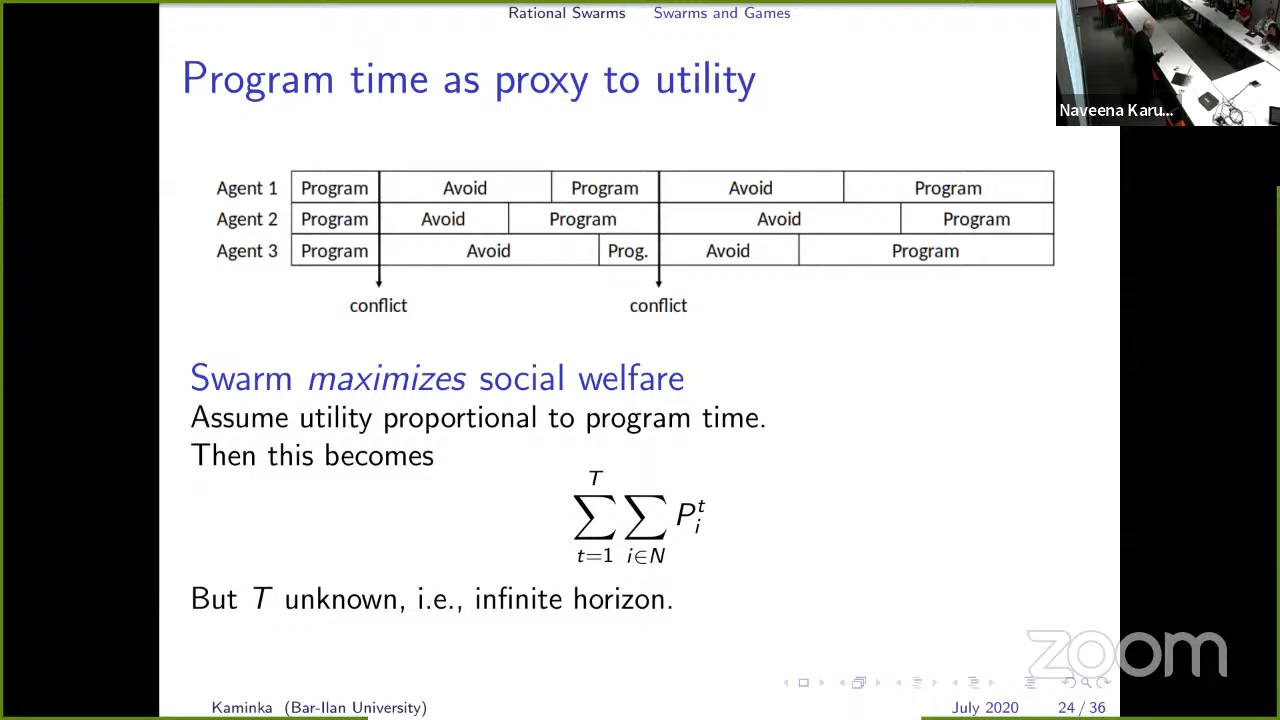 Rational Swarms Swarms and Games
Program time as proxy to utility
Naveena Karu...
Agent 1 Program Avoid Program Avoid Program
Agent 2 Program Avoid Program Avoid Program
Agent 3 Program Avoid Prog. Avoid Program
conflict conflict
Swarm maximizes social welfare
Assume utility proportional to program time.
Then this becomes
T
∑ ∑ P_i^t
t=1 i∈N
But T unknown, i.e., infinite horizon.
zoom
Kaminka (Bar-Ilan University) July 2020 24 / 36